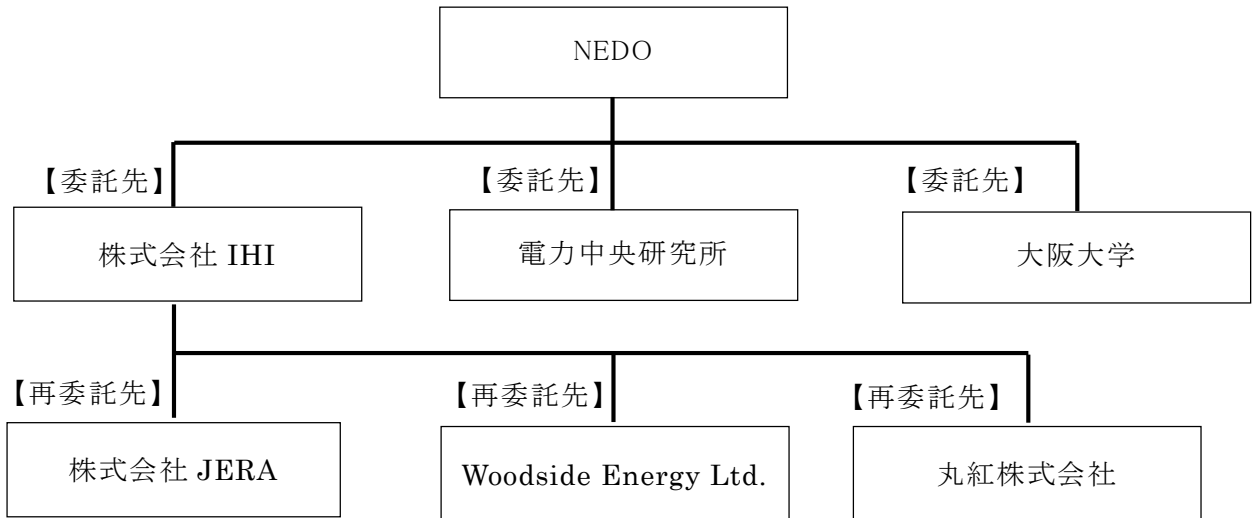 NEDO
【委託先】
【委託先】
【委託先】
株式会社 IHI
電力中央研究所
大阪大学
【再委託先】
【再委託先】
【再委託先】
株式会社 JERA
Woodside Energy Ltd.
丸紅株式会社